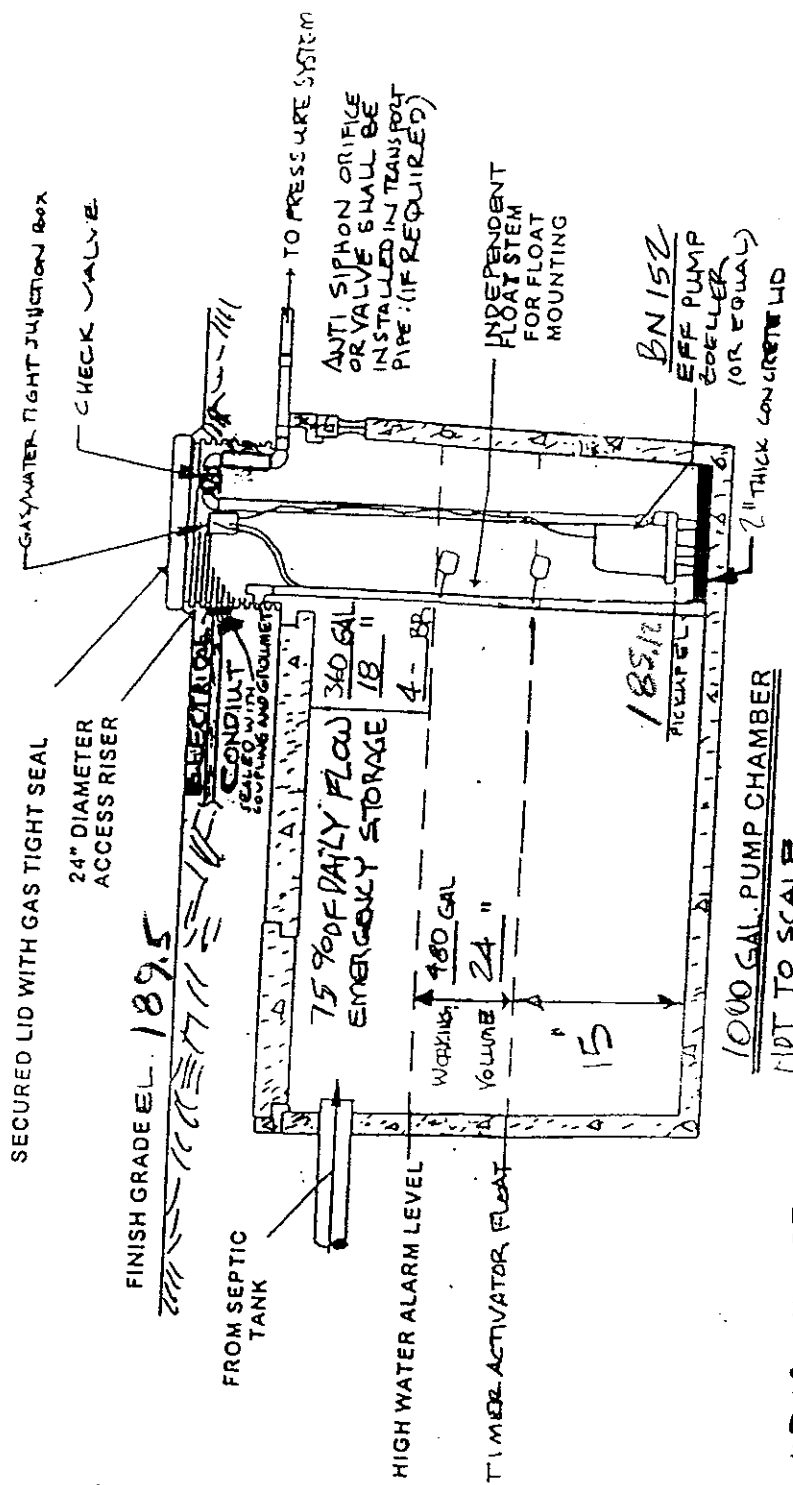 SECURED LID WITH GAS TIGHT SEAL
24" DIAMETER
ACCESS RISER
FINISH GRADE EL. 189.5
GAS/WATER TIGHT JUNCTION BOX
CHECK VALVE
TO PRESSURE SYSTEM
ANTI SIPHON ORIFICE
OR VALVE SHALL BE
INSTALLED IN TRANSPORT
PIPE (IF REQUIRED)
ELECTRICAL
CONDIUT
SEALED WITH
COUPLING AND GROUMETS
FROM SEPTIC
TANK
75% OF DAILY FLOW
EMERGENCY STORAGE
360 GAL
18 "
4- BR
INDEPENDENT
FLOAT STEM
FOR FLOAT
MOUNTING
HIGH WATER ALARM LEVEL
WORKING 480 GAL
VOLUME 24 "
TIMER ACTIVATOR FLOAT
15 "
BN 152
EFF PUMP
ZOELLER
(OR EQUAL)
2" THICK CONCRETE LID
185.12
PICKUP EL
1000 GAL. PUMP CHAMBER
NOT TO SCALE